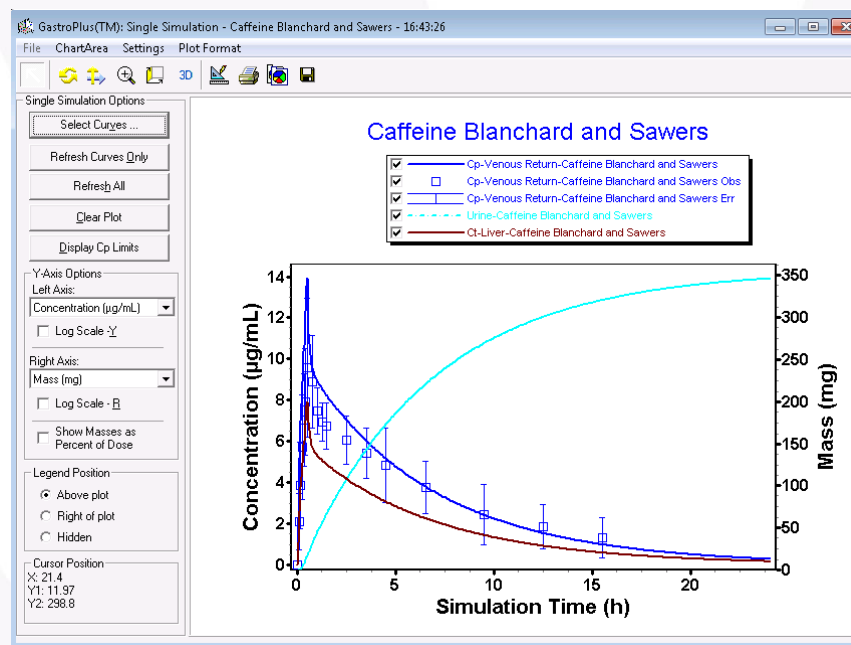 GastroPlus(TM): Single Simulation - Caffeine Blanchard and Sawers - 16:43:26
File ChartArea Settings Plot Format
3D
Single Simulation Options
Select Curves ...
Refresh Curves Only
Refresh All
Clear Plot
Display Cp Limits
Y-Axis Options
Left Axis:
Concentration (µg/mL)
Log Scale -Y
Right Axis:
Mass (mg)
Log Scale - R
Show Masses as
Percent of Dose
Legend Position
Above plot
Right of plot
Hidden
Cursor Position
X: 21.4
Y1: 11.97
Y2: 298.8
Caffeine Blanchard and Sawers
Cp-Venous Return-Caffeine Blanchard and Sawers
Cp-Venous Return-Caffeine Blanchard and Sawers Obs
Cp-Venous Return-Caffeine Blanchard and Sawers Err
Urine-Caffeine Blanchard and Sawers
Ct-Liver-Caffeine Blanchard and Sawers
Concentration (µg/mL)
14
12
10
8
6
4
2
0
0 5 10 15 20
Simulation Time (h)
350
300
250
200
150
100
50
0
Mass (mg)